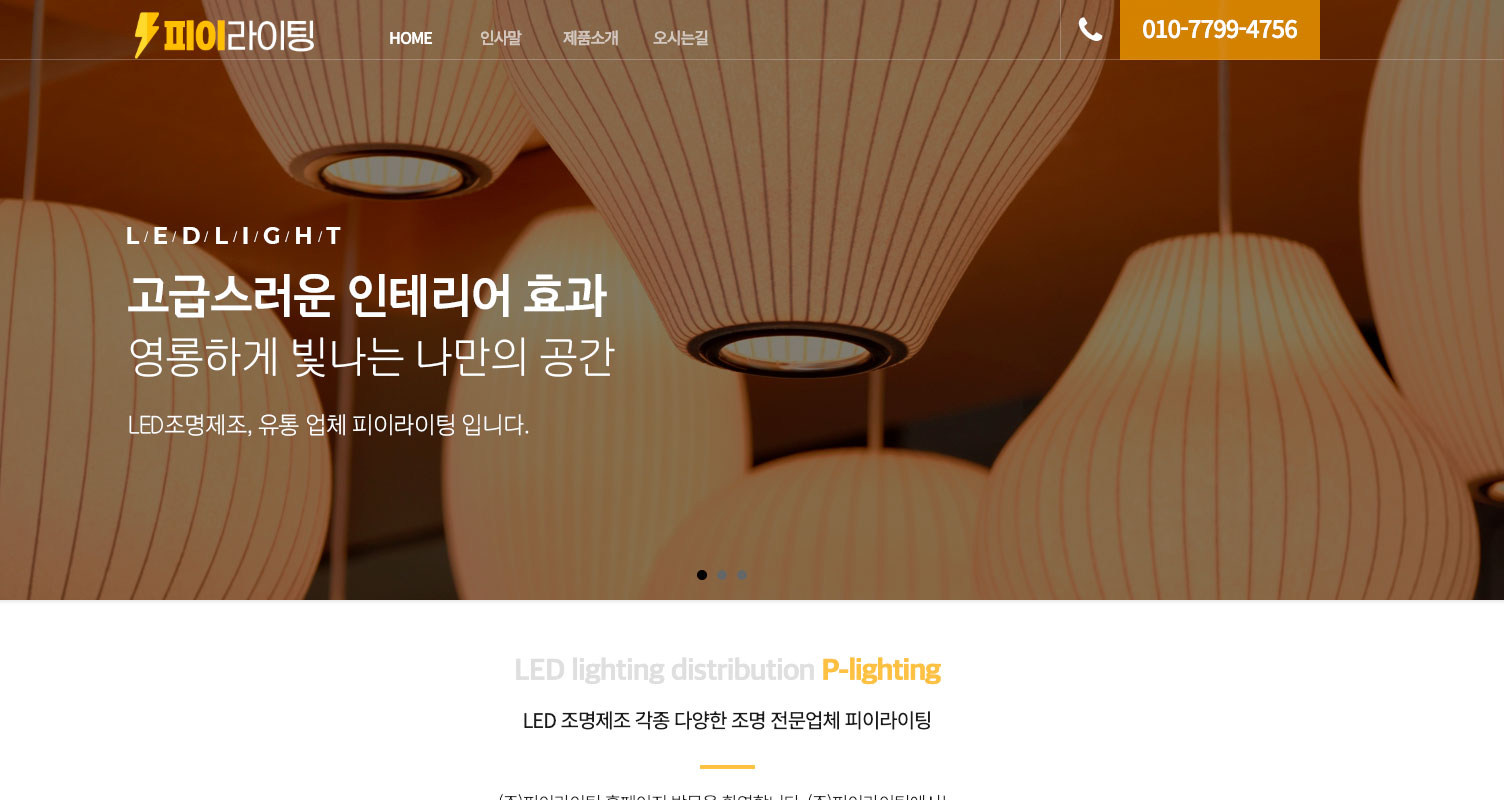 피이라이팅
HOME 인사말 제품소개 오시는길
010-7799-4756
L/E/D/L/I/G/H/T
고급스러운 인테리어 효과
영롱하게 빛나는 나만의 공간
LED조명제조, 유통 업체 피이라이팅 입니다.
LED lighting distribution P-lighting
LED 조명제조 각종 다양한 조명 전문업체 피이라이팅